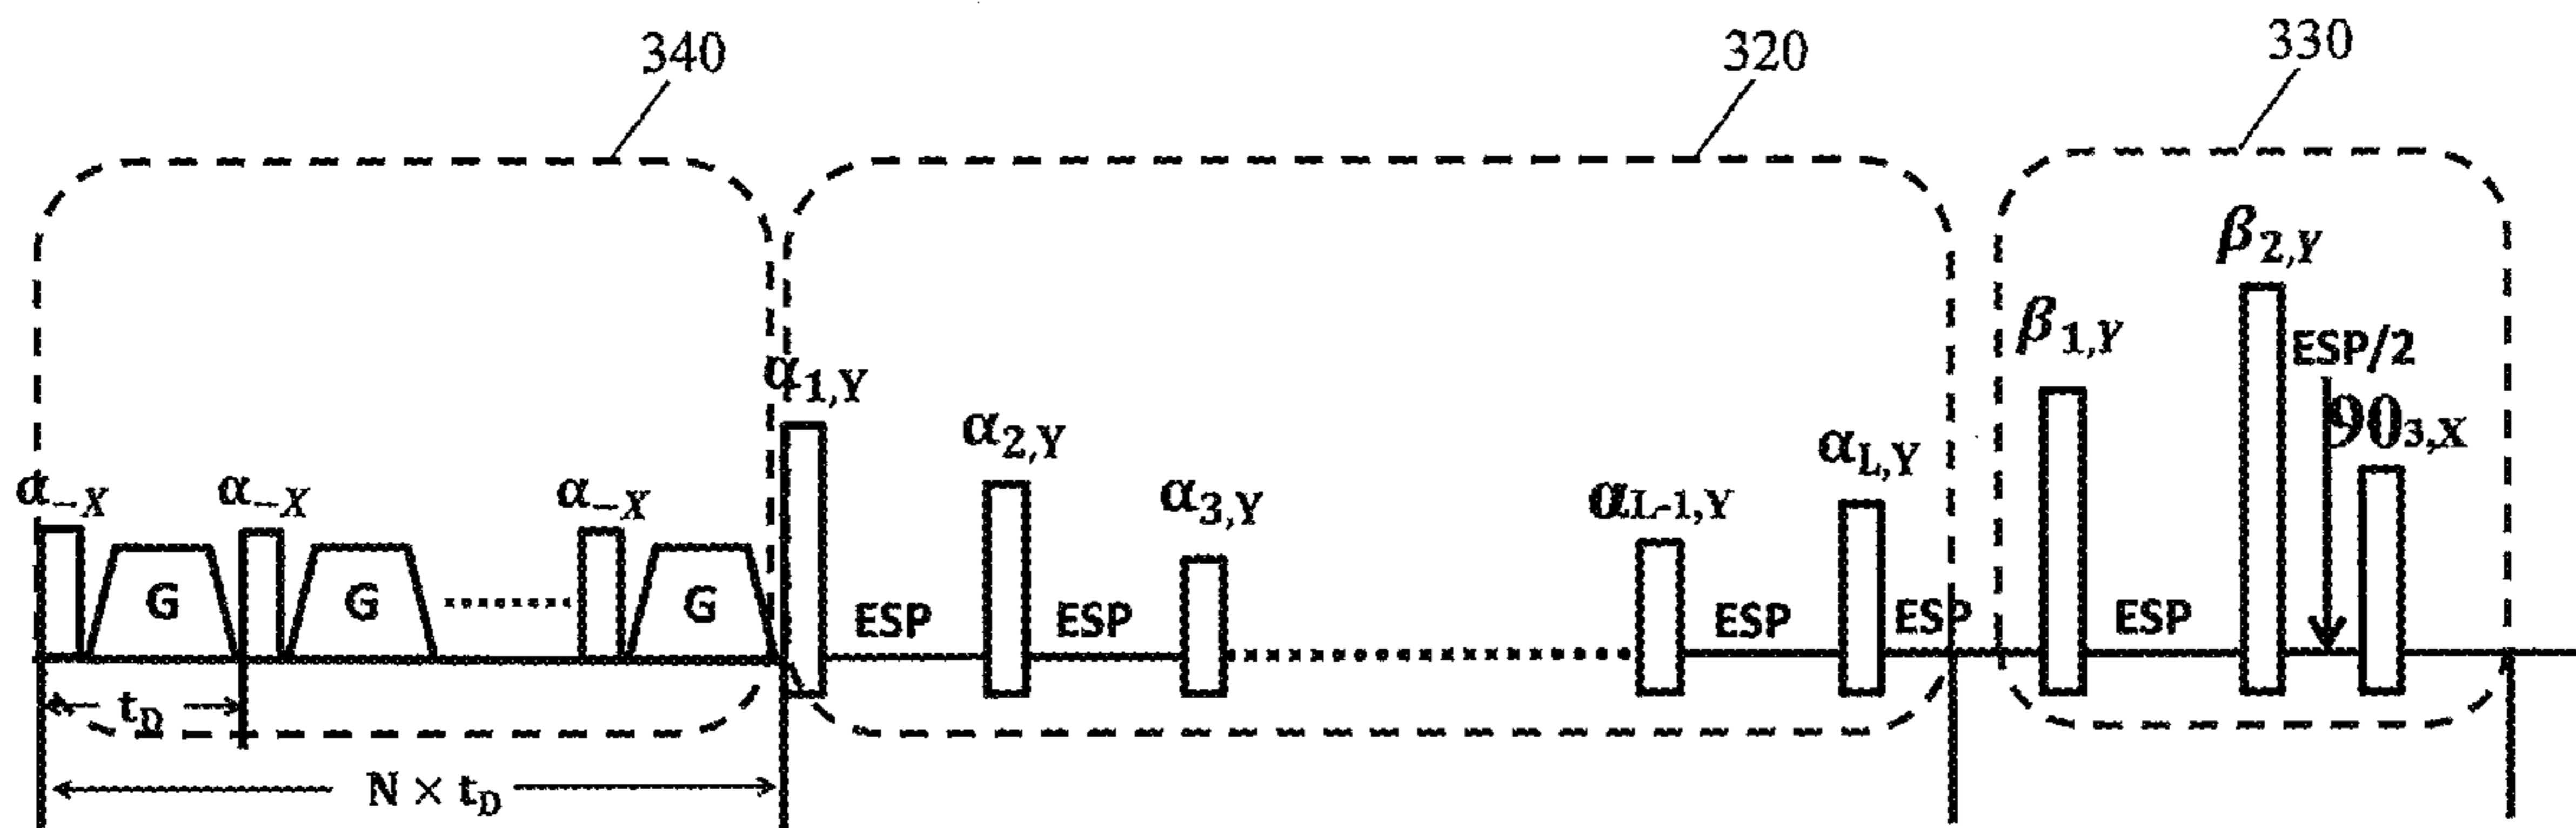 340
320
330
α₋X
α₋X
α₋X
α1,Y
α2,Y
α3,Y
αL-1,Y
αL,Y
β1,Y
β2,Y
ESP/2
903,X
G
G
G
ESP
ESP
ESP
ESP
ESP
tD
N × tD